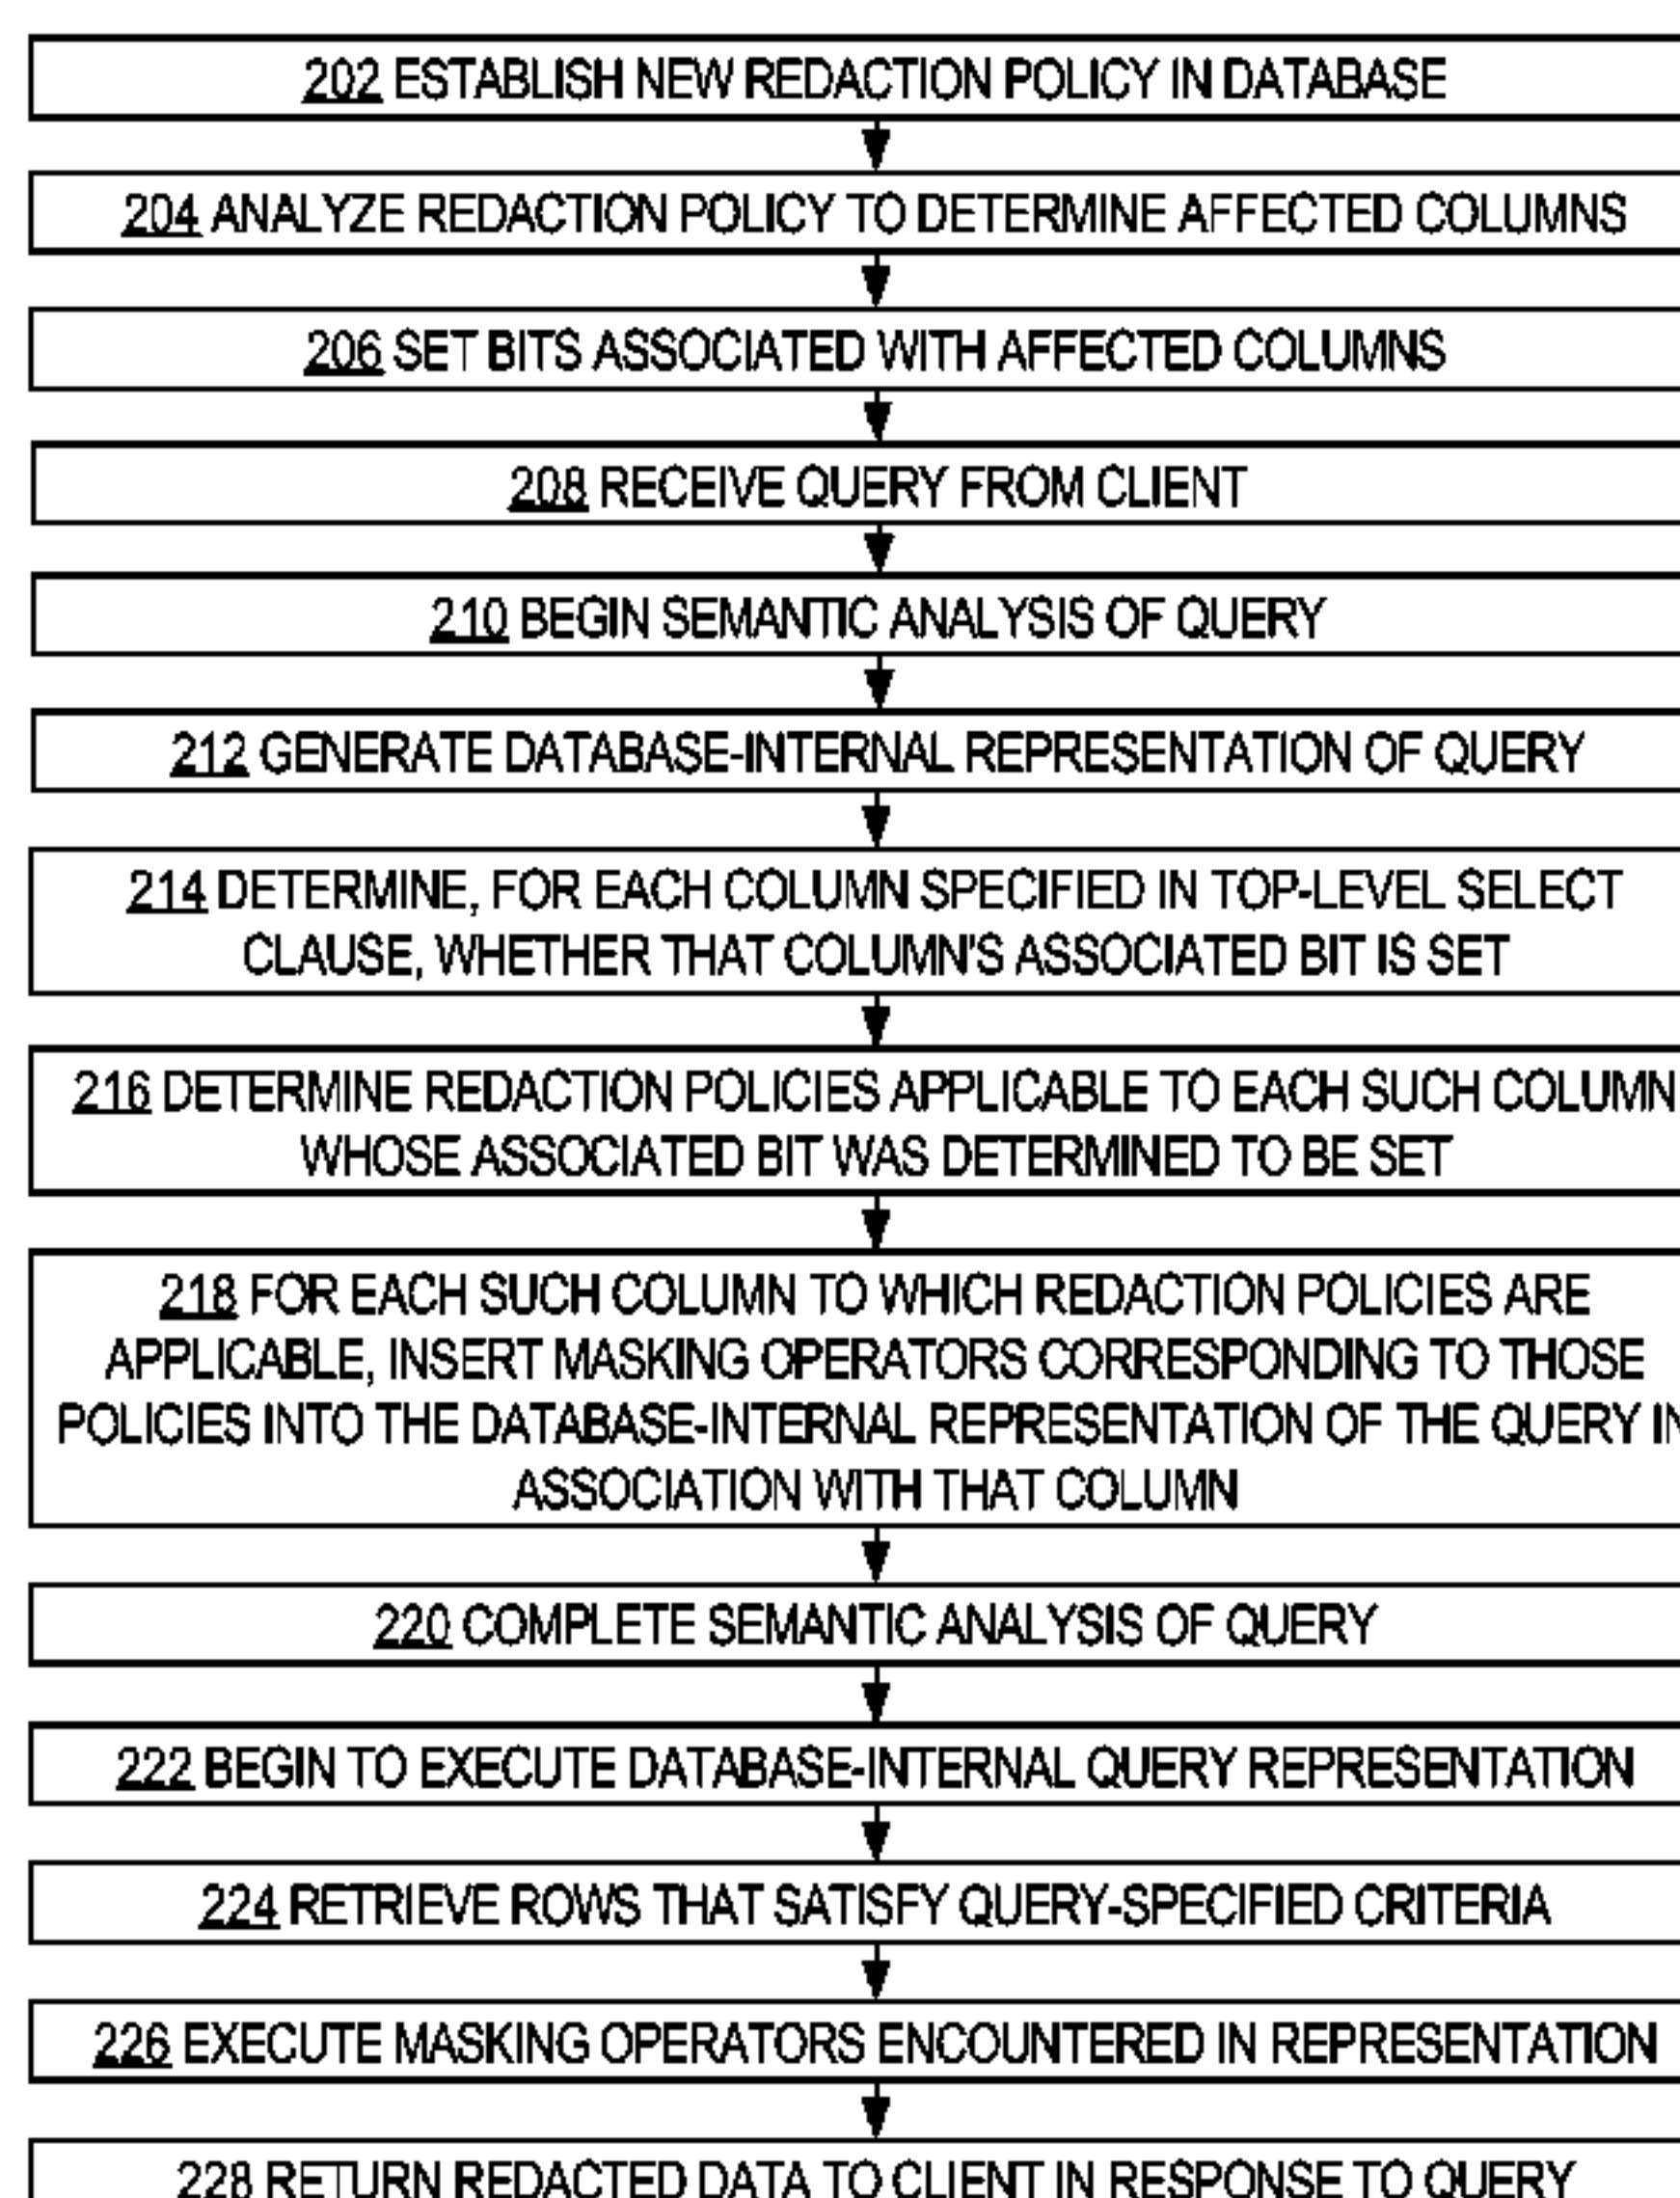 202 ESTABLISH NEW REDACTION POLICY IN DATABASE
204 ANALYZE REDACTION POLICY TO DETERMINE AFFECTED COLUMNS
206 SET BITS ASSOCIATED WITH AFFECTED COLUMNS
208 RECEIVE QUERY FROM CLIENT
210 BEGIN SEMANTIC ANALYSIS OF QUERY
212 GENERATE DATABASE-INTERNAL REPRESENTATION OF QUERY
214 DETERMINE, FOR EACH COLUMN SPECIFIED IN TOP-LEVEL SELECT
CLAUSE, WHETHER THAT COLUMN'S ASSOCIATED BIT IS SET
216 DETERMINE REDACTION POLICIES APPLICABLE TO EACH SUCH COLUMN
WHOSE ASSOCIATED BIT WAS DETERMINED TO BE SET
218 FOR EACH SUCH COLUMN TO WHICH REDACTION POLICIES ARE
APPLICABLE, INSERT MASKING OPERATORS CORRESPONDING TO THOSE
POLICIES INTO THE DATABASE-INTERNAL REPRESENTATION OF THE QUERY IN
ASSOCIATION WITH THAT COLUMN
220 COMPLETE SEMANTIC ANALYSIS OF QUERY
222 BEGIN TO EXECUTE DATABASE-INTERNAL QUERY REPRESENTATION
224 RETRIEVE ROWS THAT SATISFY QUERY-SPECIFIED CRITERIA
226 EXECUTE MASKING OPERATORS ENCOUNTERED IN REPRESENTATION
228 RETURN REDACTED DATA TO CLIENT IN RESPONSE TO QUERY